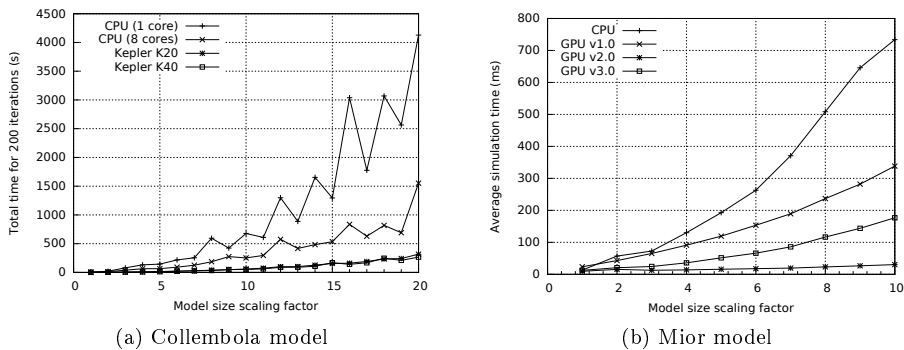 CPU (1 core)
CPU (8 cores)
Kepler K20
Kepler K40
Total time for 200 iterations (s)
4500
4000
3500
3000
2500
2000
1500
1000
500
0
0 5 10 15 20
Model size scaling factor
(a) Collembola model
CPU
GPU v1.0
GPU v2.0
GPU v3.0
Average simulation time (ms)
800
700
600
500
400
300
200
100
0
0 2 4 6 8 10
Model size scaling factor
(b) Mior model